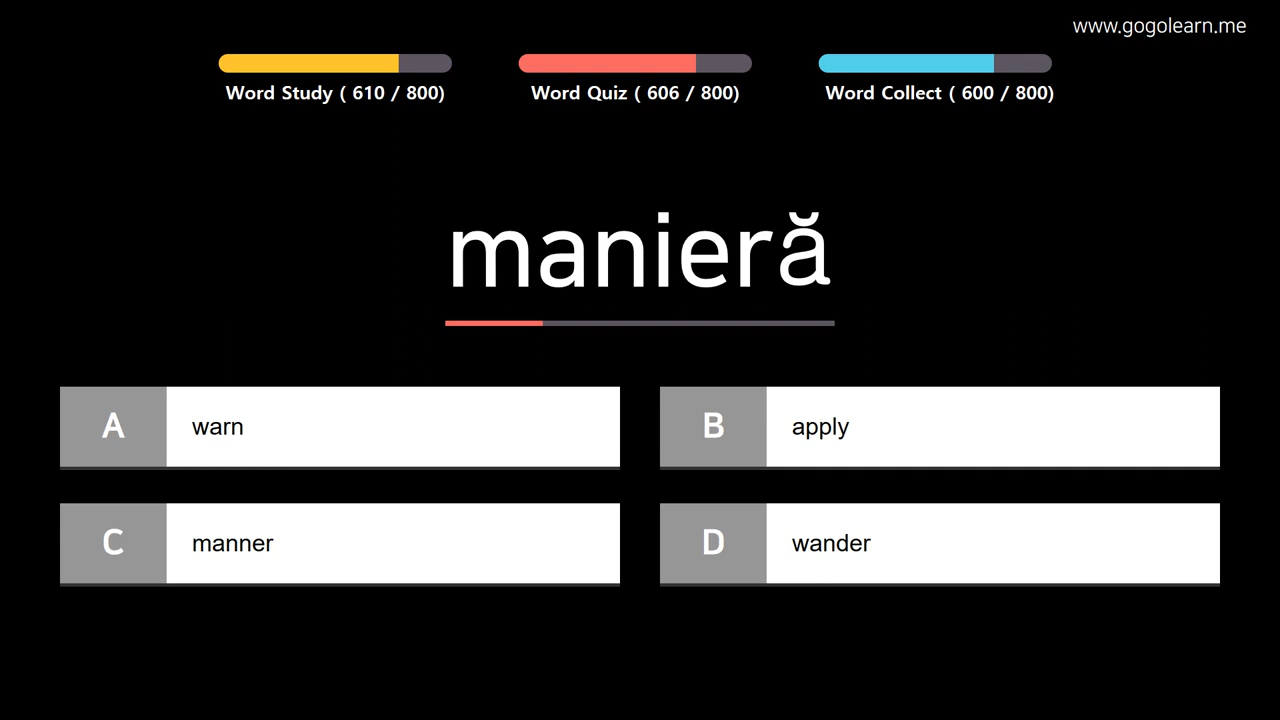 www.gogolearn.me
Word Study ( 610 / 800)
Word Quiz ( 606 / 800)
Word Collect ( 600 / 800)
manieră
A warn
B apply
C manner
D wander